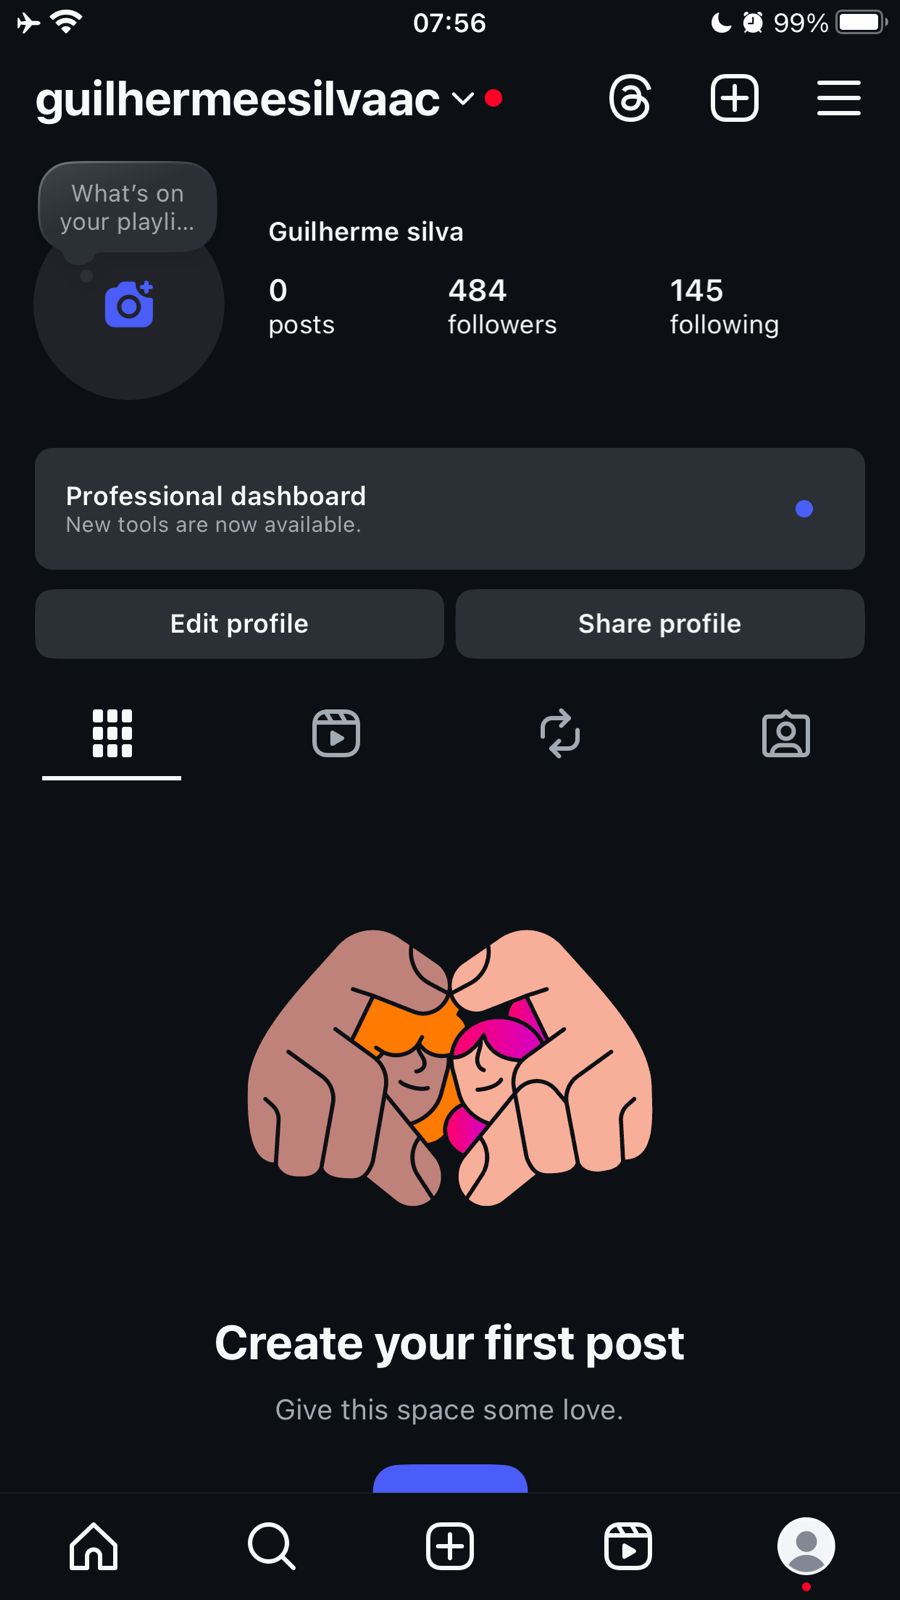 07:56
99%
guilhermeesilvaac
What's on
your playli...
Guilherme silva
0
484
145
posts
followers
following
Professional dashboard
New tools are now available.
Edit profile
Share profile
Create your first post
Give this space some love.